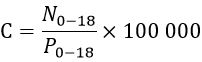 C = N₀₋₁₈ / P₀₋₁₈ × 100 000